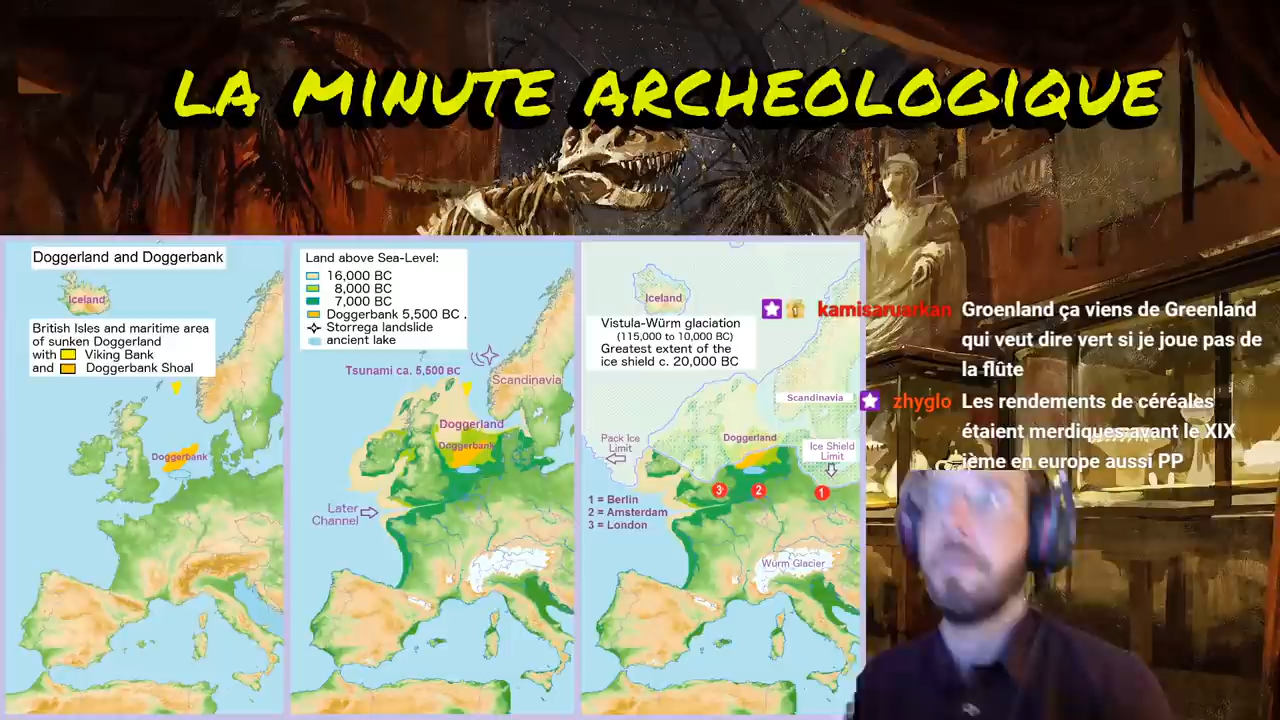 LA MINUTE ARCHEOLOGIQUE
Doggerland and Doggerbank
Iceland
British Isles and maritime area
of sunken Doggerland
with Viking Bank
and Doggerbank Shoal
Doggerbank
Land above Sea-Level:
16,000 BC
8,000 BC
7,000 BC
Doggerbank 5,500 BC .
Storrega landslide
ancient lake
Tsunami ca. 5,500 BC
Scandinavia
Doggerland
Doggerbank
Later
Channel
Iceland
Vistula-Würm glaciation
(115,000 to 10,000 BC)
Greatest extent of the
ice shield c. 20,000 BC
Scandinavia
Pack Ice
Limit
Doggerland
Ice Shield
Limit
3
2
1
1 = Berlin
2 = Amsterdam
3 = London
Würm Glacier
kamisaruarkan Groenland ça viens de Greenland
qui veut dire vert si je joue pas de
la flûte
zhyglo Les rendements de céréales
étaient merdiques avant le XIX
ième en europe aussi PP